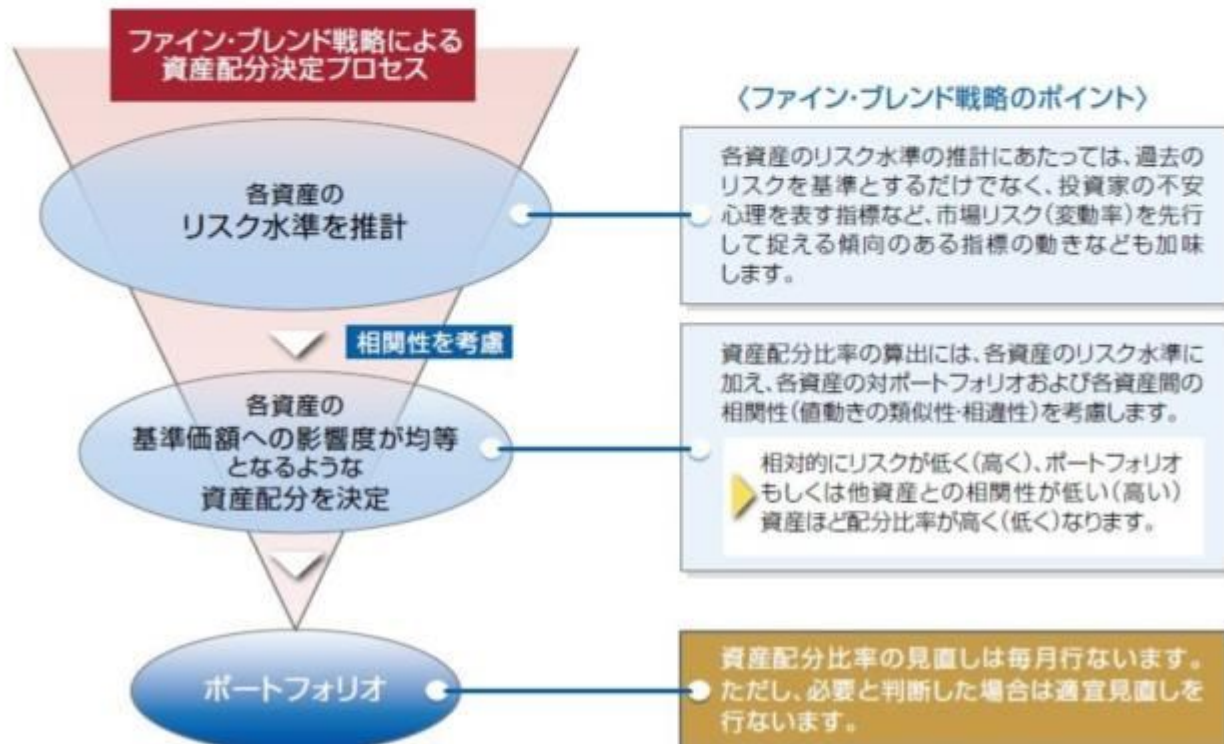 ファイン・ブレンド戦略による
資産配分決定プロセス
各資産の
リスク水準を推計
相関性を考慮
各資産の
基準価額への影響度が均等
となるような
資産配分を決定
ポートフォリオ
〈ファイン・ブレンド戦略のポイント〉
各資産のリスク水準の推計にあたっては、過去の
リスクを基準とするだけでなく、投資家の不安
心理を表す指標など、市場リスク(変動率)を先行
して捉える傾向のある指標の動きなども加味
します。
資産配分比率の算出には、各資産のリスク水準に
加え、各資産の対ポートフォリオおよび各資産間の
相関性(値動きの類似性・相違性)を考慮します。
相対的にリスクが低く(高く)、ポートフォリオ
もしくは他資産との相関性が低い(高い)
資産ほど配分比率が高く(低く)なります。
資産配分比率の見直しは毎月行ないます。
ただし、必要と判断した場合は適宜見直しを
行ないます。